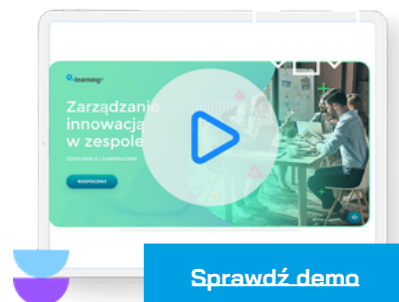 e-learning
Zarządzanie
innowacją
w zespole
SZKOLENIE E-LEARNINGOWE
ROZPOCZNIJ
Sprawdź demo